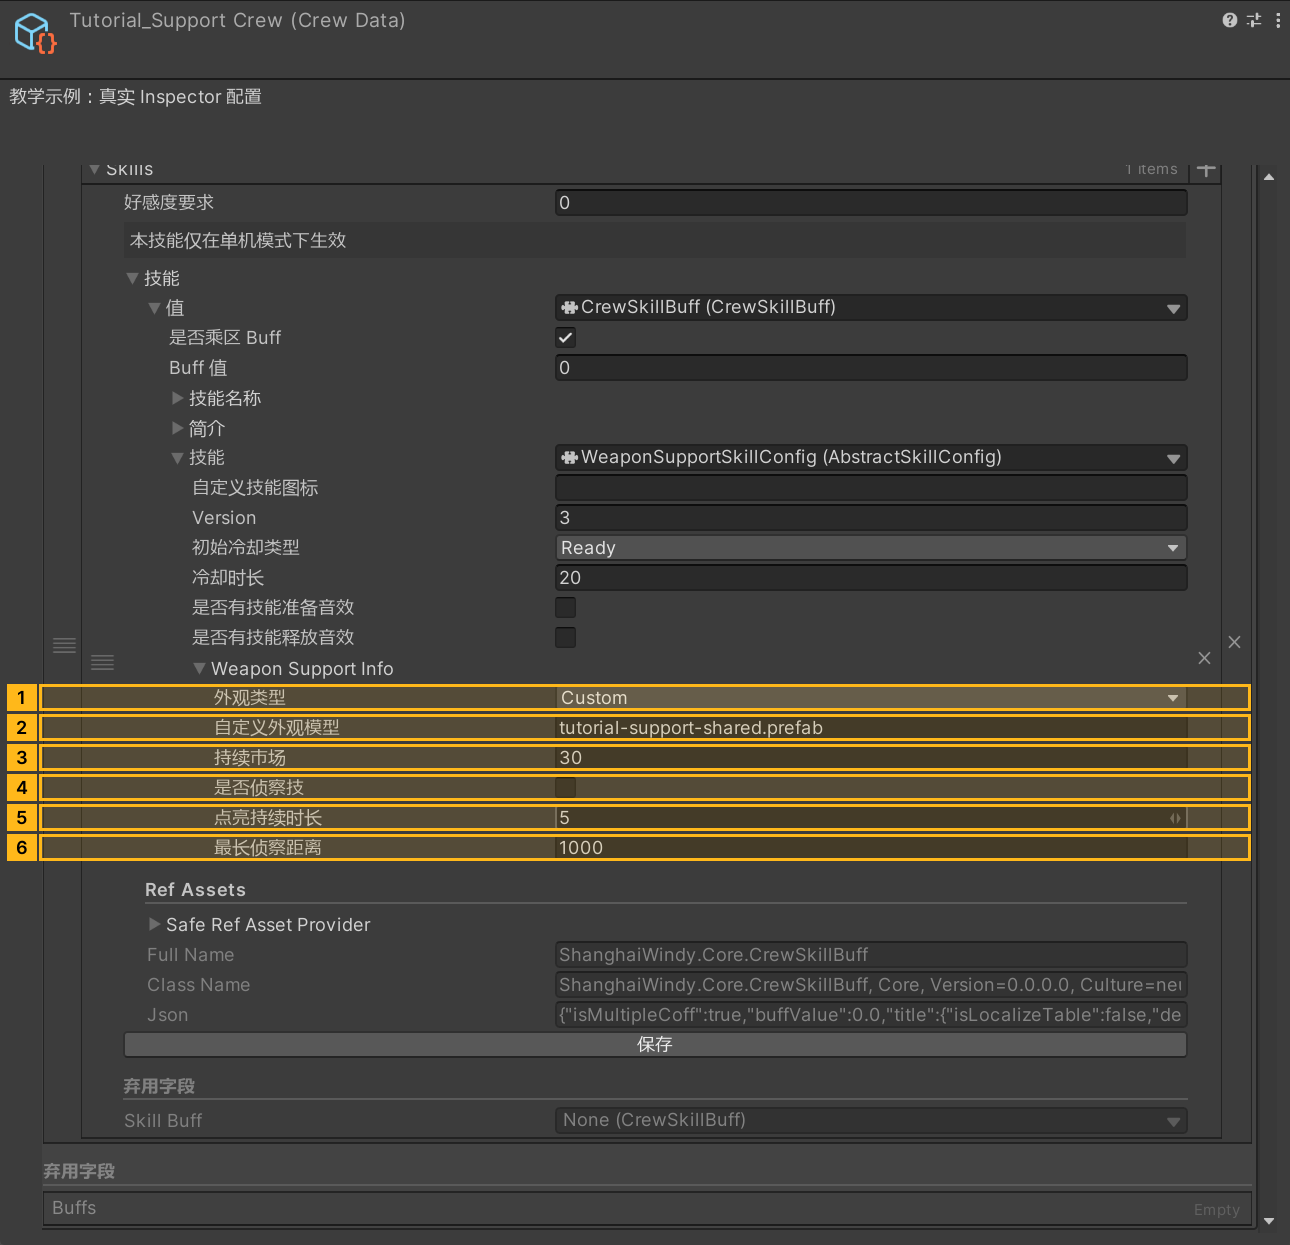 Tutorial_Support Crew (Crew Data)
教学示例：真实 Inspector 配置
Skills 1 items
好感度要求 0
本技能仅在单机模式下生效
技能
值 CrewSkillBuff (CrewSkillBuff)
是否乘区 Buff
Buff 值 0
技能名称
简介
技能 WeaponSupportSkillConfig (AbstractSkillConfig)
自定义技能图标
Version 3
初始冷却类型 Ready
冷却时长 20
是否有技能准备音效
是否有技能释放音效
Weapon Support Info
1 外观类型 Custom
2 自定义外观模型 tutorial-support-shared.prefab
3 持续市场 30
4 是否侦察技
5 点亮持续时长 5
6 最长侦察距离 1000
Ref Assets
Safe Ref Asset Provider
Full Name ShanghaiWindy.Core.CrewSkillBuff
Class Name ShanghaiWindy.Core.CrewSkillBuff, Core, Version=0.0.0.0, Culture=neu
Json {"isMultipleCoff":true,"buffValue":0.0,"title":{"isLocalizeTable":false,"de
保存
弃用字段
Skill Buff None (CrewSkillBuff)
弃用字段
Buffs Empty